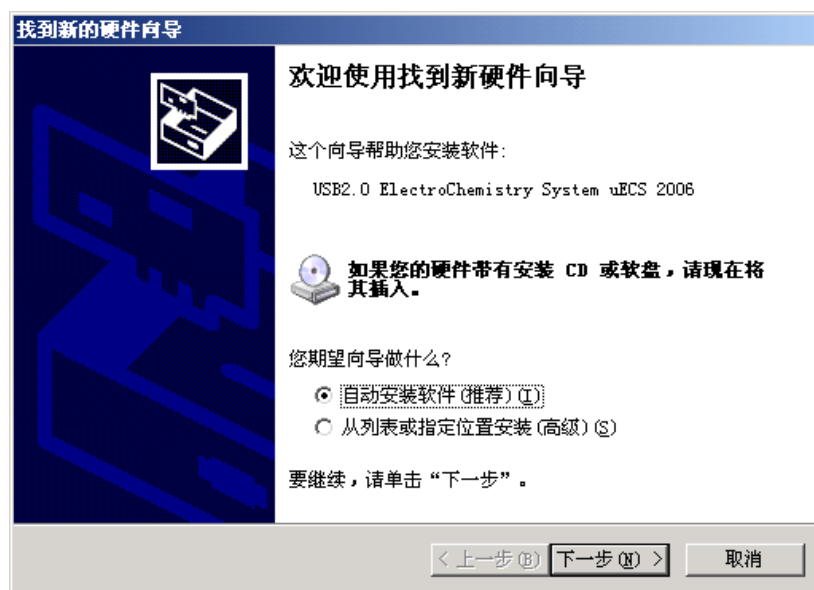 找到新的硬件向导
欢迎使用找到新硬件向导
这个向导帮助您安装软件:
USB2.0 ElectroChemistry System uECS 2006
如果您的硬件带有安装 CD 或软盘，请现在将
其插入。
您期望向导做什么?
自动安装软件(推荐)(I)
从列表或指定位置安装(高级)(S)
要继续，请单击“下一步”。
< 上一步(B)
下一步(N) >
取消